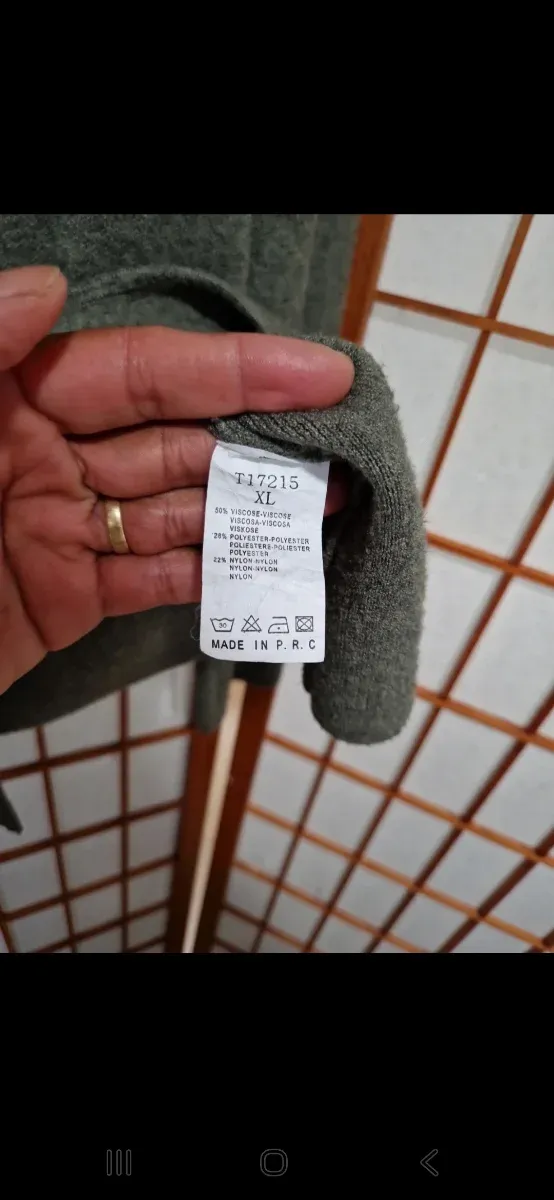 T17215
XL
50% VISCOSE-VISCOSE
VISCOSA-VISCOSA
VISKOSE
28% POLYESTER-POLYESTER
POLIESTERE-POLIESTER
POLYESTER
22% NYLON-NYLON
NYLON-NYLON
NYLON
30
MADE IN P. R. C